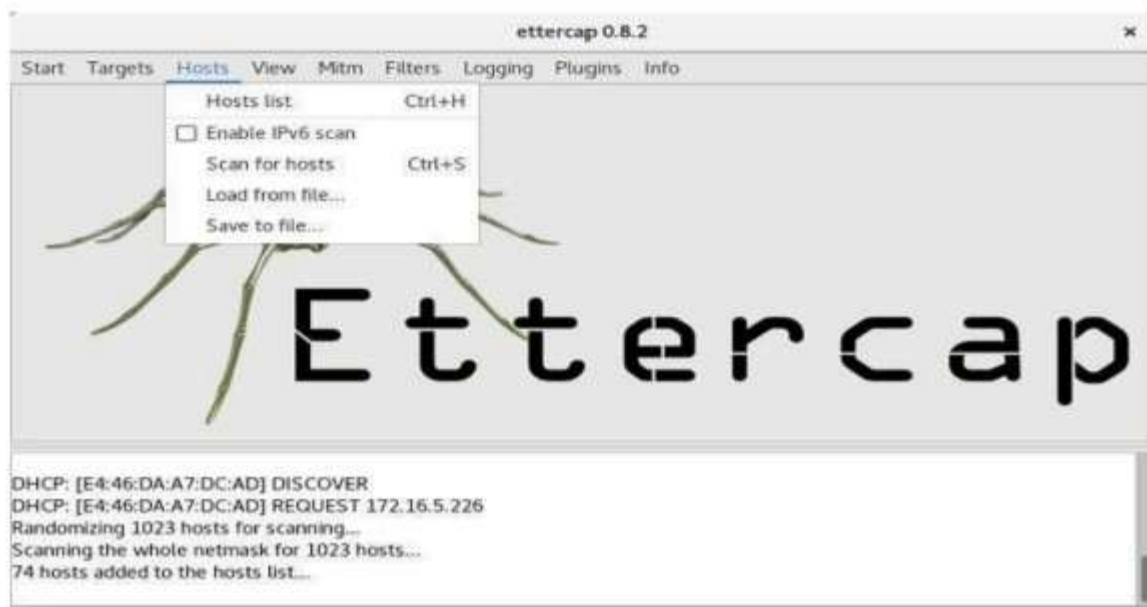 ettercap 0.8.2 ×
Start Targets Hosts View Mitm Filters Logging Plugins Info
Hosts list Ctrl+H
Enable IPv6 scan
Scan for hosts Ctrl+S
Load from file...
Save to file...
Ettercap
DHCP: [E4:46:DA:A7:DC:AD] DISCOVER
DHCP: [E4:46:DA:A7:DC:AD] REQUEST 172.16.5.226
Randomizing 1023 hosts for scanning...
Scanning the whole netmask for 1023 hosts...
74 hosts added to the hosts list...